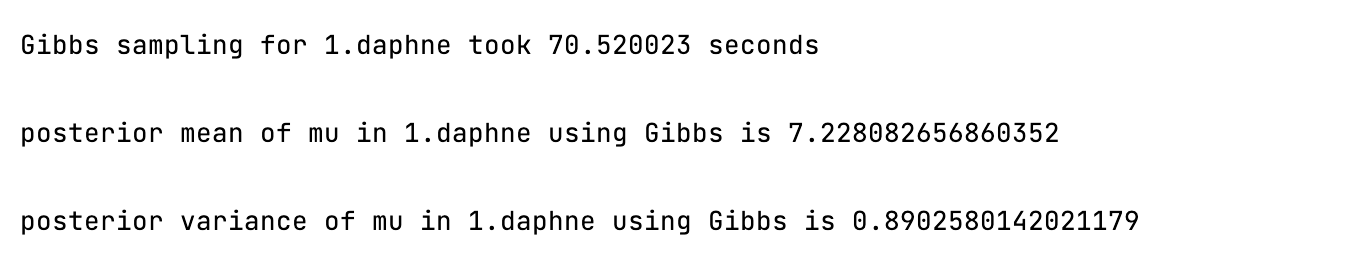 Gibbs sampling for 1.daphne took 70.520023 seconds
posterior mean of mu in 1.daphne using Gibbs is 7.228082656860352
posterior variance of mu in 1.daphne using Gibbs is 0.8902580142021179